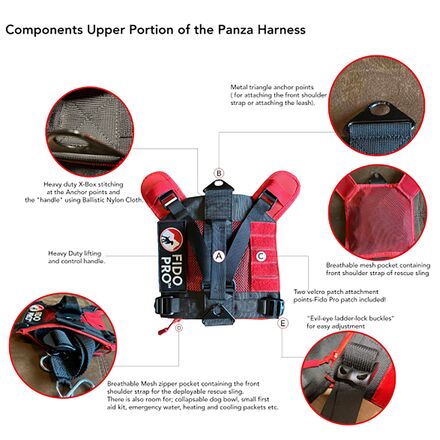 Components Upper Portion of the Panza Harness
Metal triangle anchor points
( for attaching the front shoulder
strap or attaching the leash).
B
Heavy duty X-Box stitching
at the Anchor points and
the "handle" using Ballistic Nylon Cloth.
Breathable mesh pocket containing
front shoulder strap of rescue sling
Heavy Duty lifting
and control handle.
FIDO
PRO
A
C
Two velcro patch attachment
points-Fido Pro patch included!
D
E
"Evil-eye ladder-lock buckles"
for easy adjustment
Breathable Mesh zipper pocket containing the front
shoulder strap for the deployable rescue sling.
There is also room for; collapsable dog bowl, small first
aid kit, emergency water, heating and cooling packets etc.